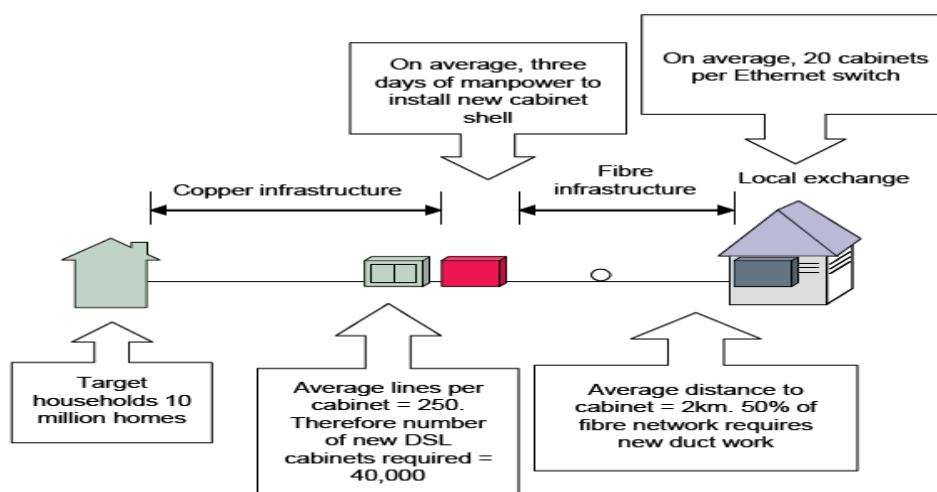 On average, three
days of manpower to
install new cabinet
shell
On average, 20 cabinets
per Ethernet switch
Copper infrastructure
Fibre
infrastructure
Local exchange
Target
households 10
million homes
Average lines per
cabinet = 250.
Therefore number
of new DSL
cabinets required =
40,000
Average distance to
cabinet = 2km. 50% of
fibre network requires
new duct work